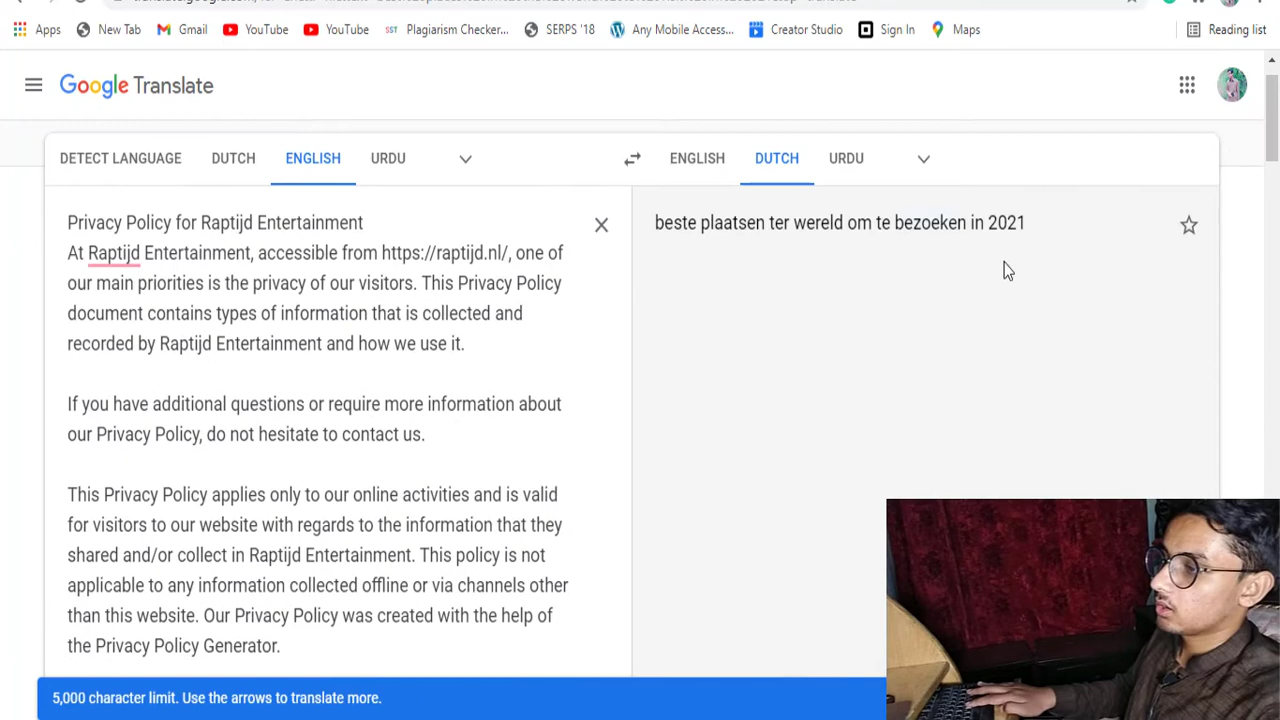 Apps
New Tab
Gmail
YouTube
YouTube
Plagiarism Checker...
SERPS '18
Any Mobile Access...
Creator Studio
Sign In
Maps
Reading list
Google Translate
DETECT LANGUAGE
DUTCH
ENGLISH
URDU
ENGLISH
DUTCH
URDU
Privacy Policy for Raptijd Entertainment
At Raptijd Entertainment, accessible from https://raptijd.nl/, one of
our main priorities is the privacy of our visitors. This Privacy Policy
document contains types of information that is collected and
recorded by Raptijd Entertainment and how we use it.
If you have additional questions or require more information about
our Privacy Policy, do not hesitate to contact us.
This Privacy Policy applies only to our online activities and is valid
for visitors to our website with regards to the information that they
shared and/or collect in Raptijd Entertainment. This policy is not
applicable to any information collected offline or via channels other
than this website. Our Privacy Policy was created with the help of
the Privacy Policy Generator.
beste plaatsen ter wereld om te bezoeken in 2021
5,000 character limit. Use the arrows to translate more.